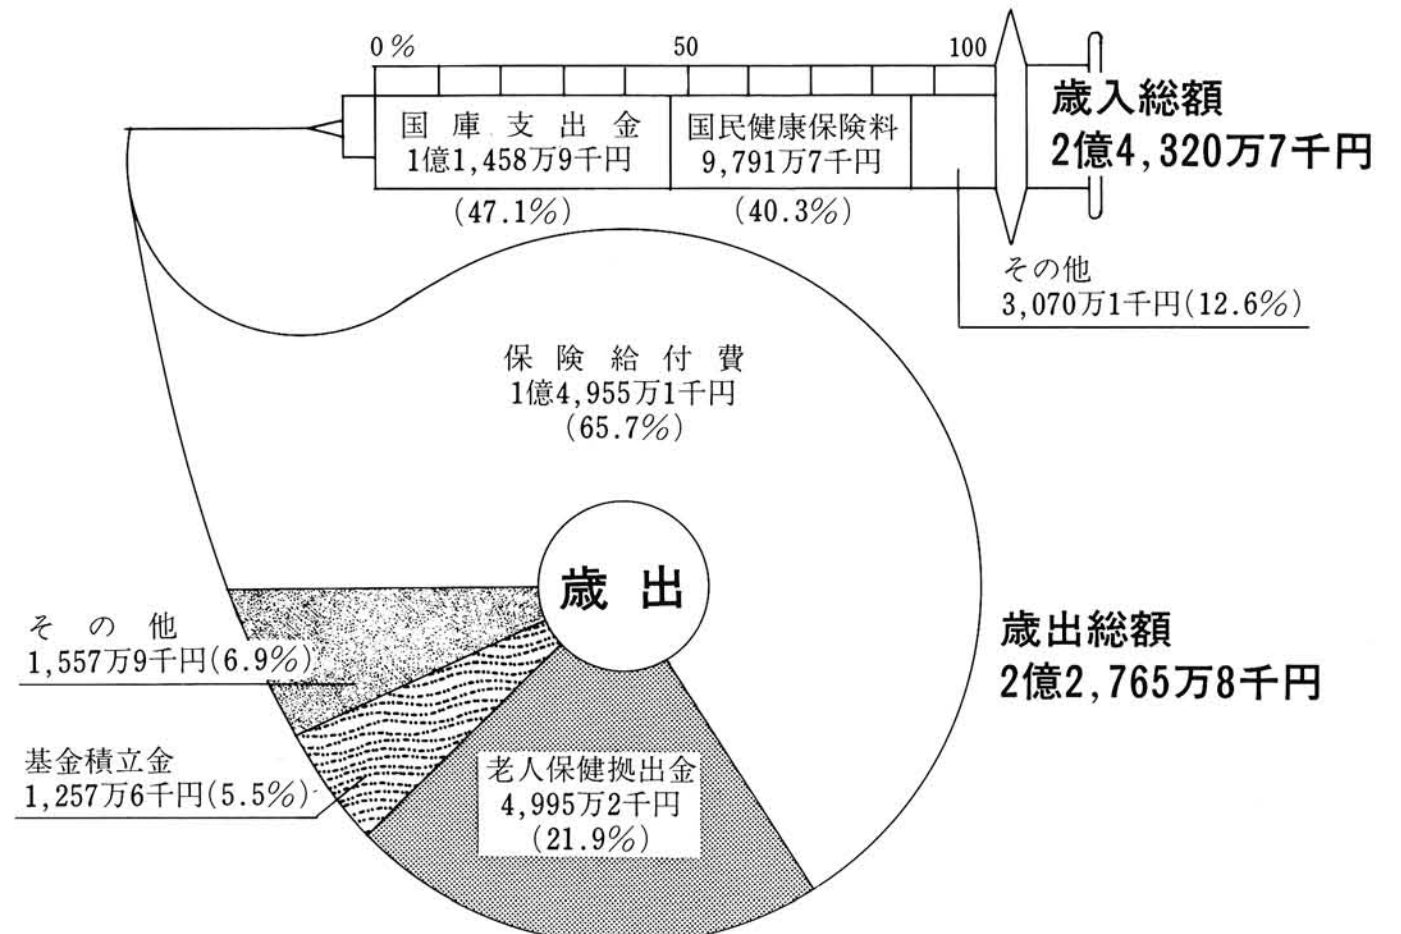 0% 50 100
国庫支出金
1億1,458万9千円
(47.1%)
国民健康保険料
9,791万7千円
(40.3%)
歳入総額
2億4,320万7千円
その他
3,070万1千円(12.6%)
保険給付費
1億4,955万1千円
(65.7%)
歳出
その他
1,557万9千円(6.9%)
基金積立金
1,257万6千円(5.5%)
老人保健拠出金
4,995万2千円
(21.9%)
歳出総額
2億2,765万8千円